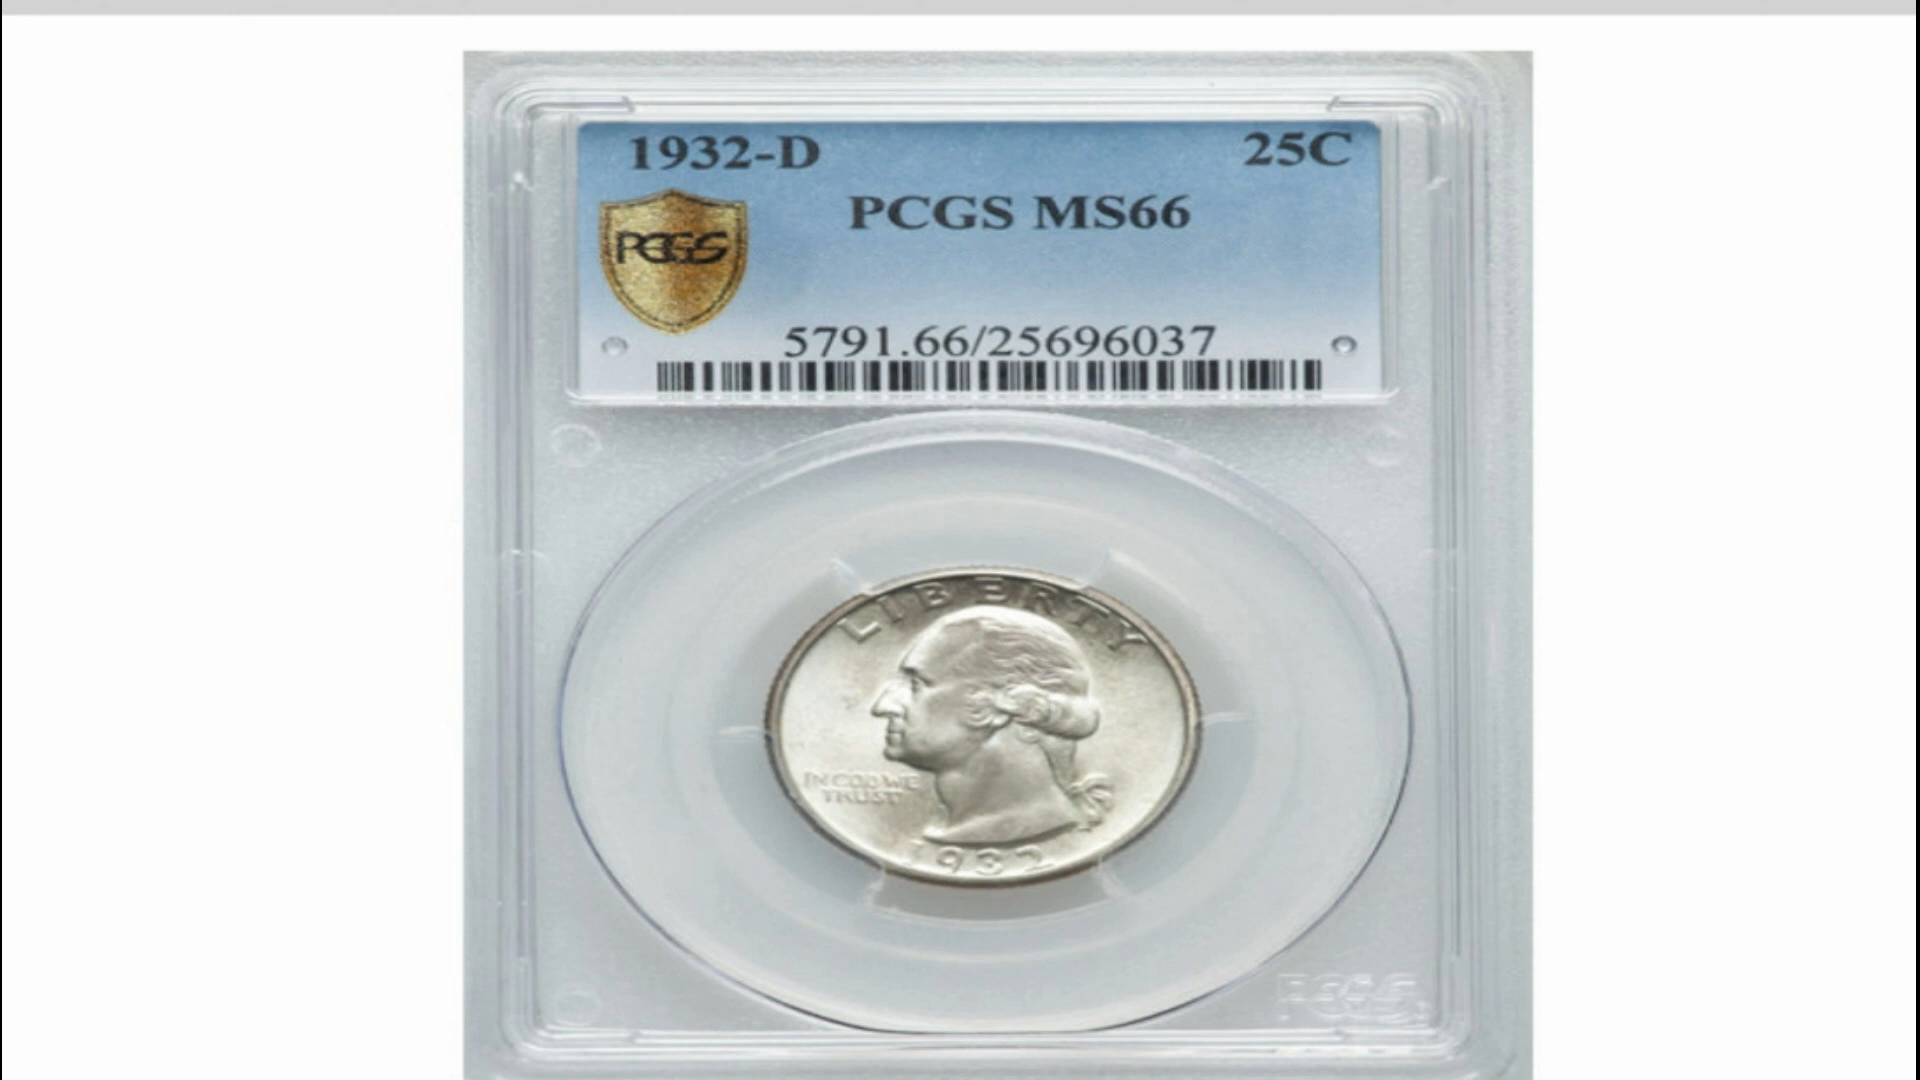 1932-D 25C
PCGS MS66
PCGS
5791.66/25696037
LIBERTY
IN GOD WE
TRUST
1932
PCGS